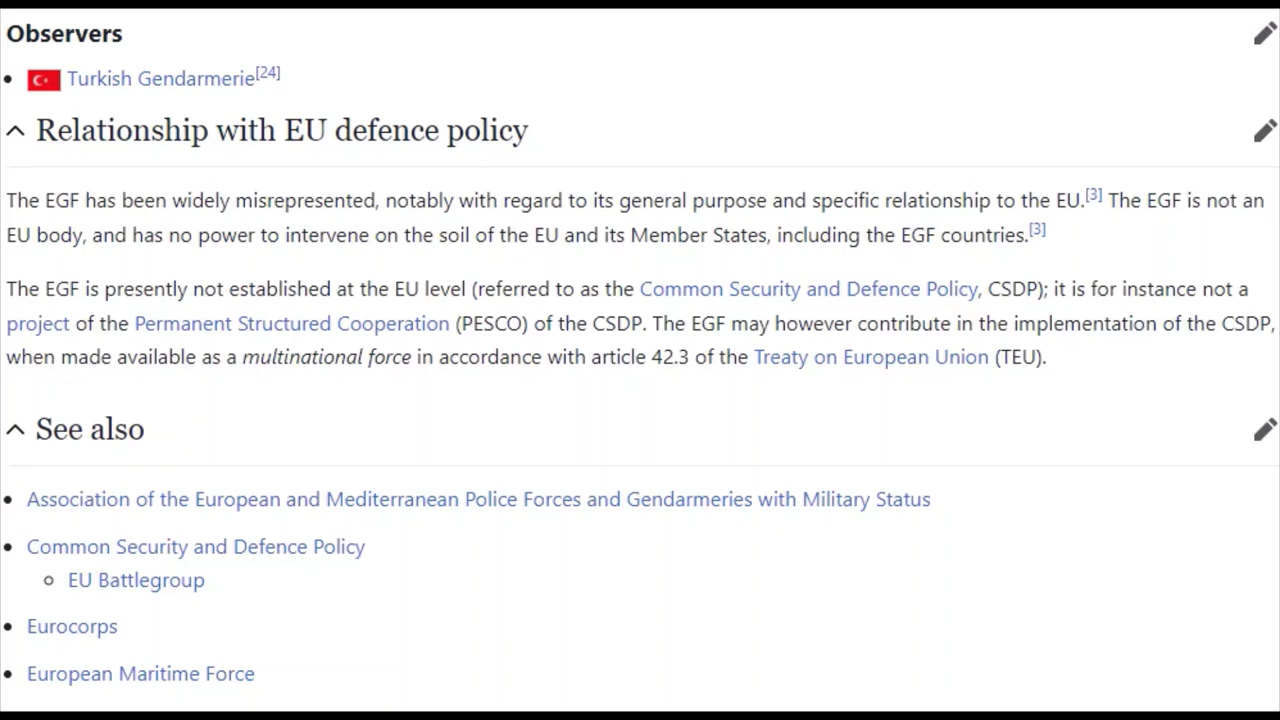 Observers
Turkish Gendarmerie[24]
Relationship with EU defence policy
The EGF has been widely misrepresented, notably with regard to its general purpose and specific relationship to the EU.[3] The EGF is not an
EU body, and has no power to intervene on the soil of the EU and its Member States, including the EGF countries.[3]
The EGF is presently not established at the EU level (referred to as the Common Security and Defence Policy, CSDP); it is for instance not a
project of the Permanent Structured Cooperation (PESCO) of the CSDP. The EGF may however contribute in the implementation of the CSDP,
when made available as a multinational force in accordance with article 42.3 of the Treaty on European Union (TEU).
See also
Association of the European and Mediterranean Police Forces and Gendarmeries with Military Status
Common Security and Defence Policy
EU Battlegroup
Eurocorps
European Maritime Force